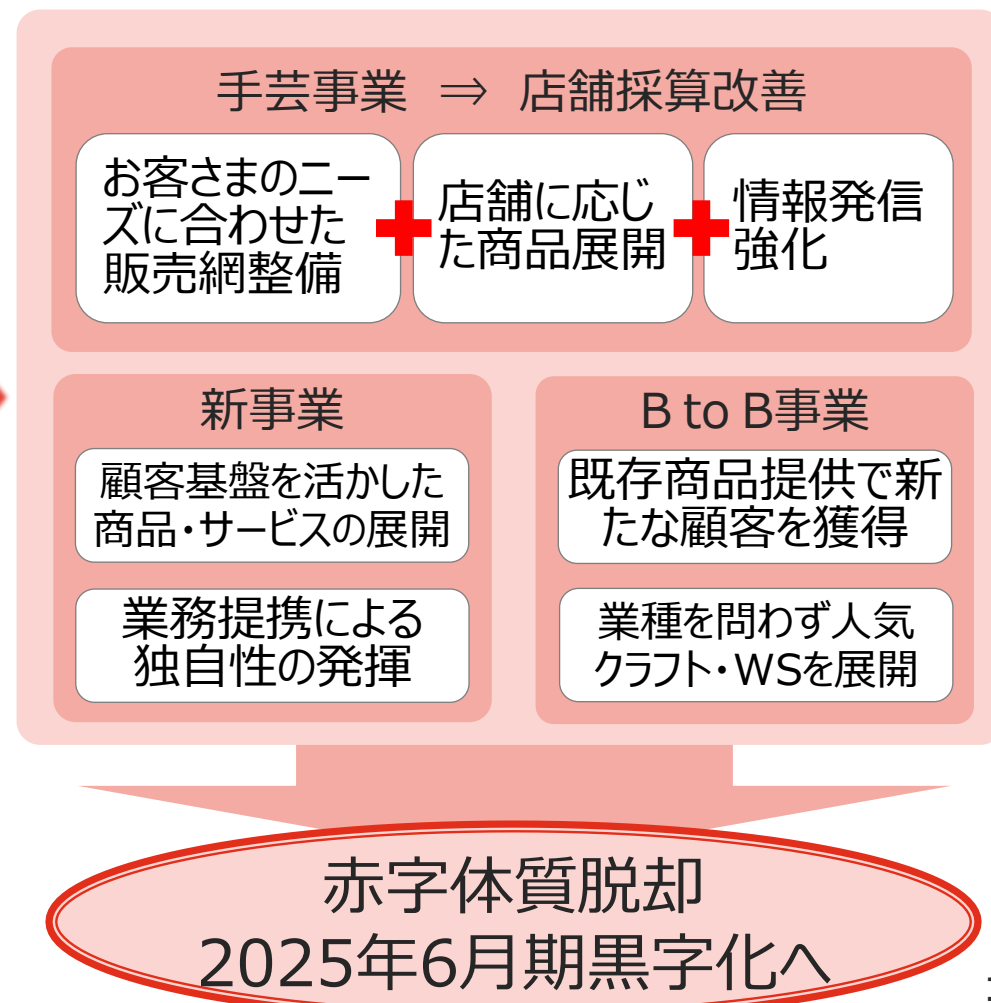 手芸事業 ⇒ 店舗採算改善
お客さまのニー
ズに合わせた
販売網整備
店舗に応じ
た商品展開
情報発信
強化
新事業
顧客基盤を活かした
商品・サービスの展開
業務提携による
独自性の発揮
B to B事業
既存商品提供で新
たな顧客を獲得
業種を問わず人気
クラフト・WSを展開
赤字体質脱却
2025年6月期黒字化へ